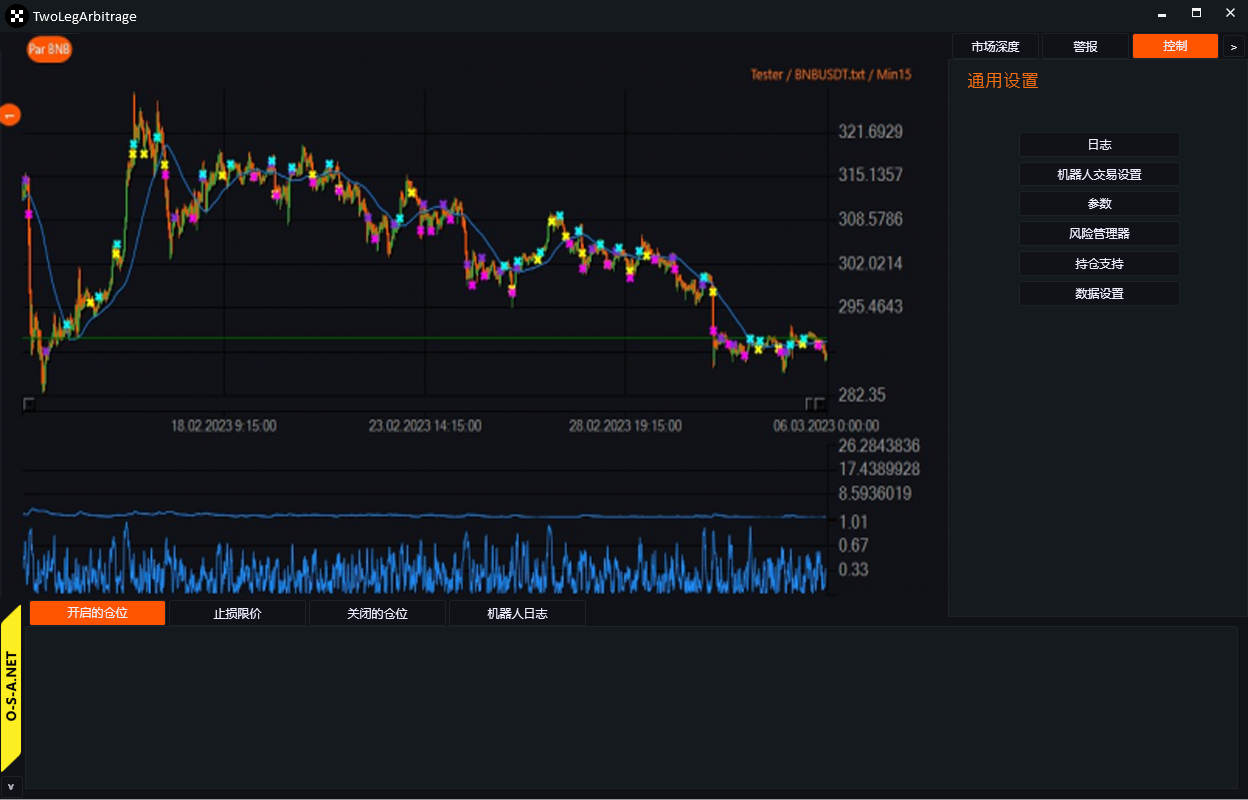 TwoLegArbitrage
Par BNB
市场深度
警报
控制
>
Tester / BNBUSDT.txt / Min15
通用设置
1
321.6929
315.1357
308.5786
302.0214
295.4643
282.35
日志
机器人交易设置
参数
风险管理器
持仓支持
数据设置
18.02.2023 9:15:00
23.02.2023 14:15:00
28.02.2023 19:15:00
06.03.2023 0:00:00
26.2843836
17.4389928
8.5936019
1.01
0.67
0.33
开启的仓位
止损限价
关闭的仓位
机器人日志
O-S-A.NET
v